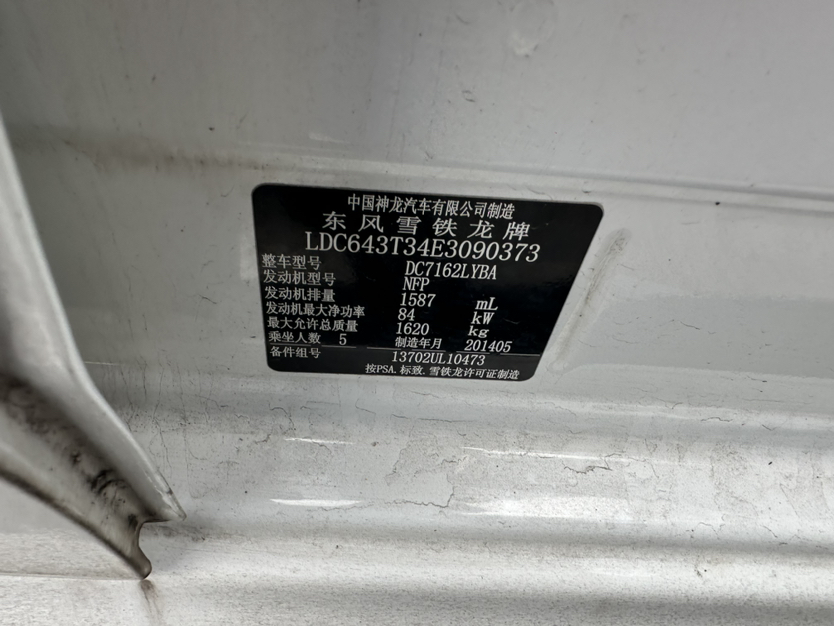 中国神龙汽车有限公司制造
东风雪铁龙牌
LDC643T34E3090373
整车型号 DC7162LYBA
发动机型号 NFP
发动机排量 1587 mL
发动机最大净功率 84 kW
最大允许总质量 1620 kg
乘坐人数 5 制造年月 201405
备件组号 13702UL10473
按PSA.标致.雪铁龙许可证制造